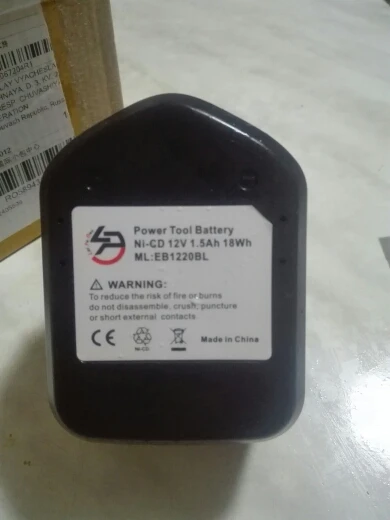 Power Tool Battery
Ni-CD 12V 1.5Ah 18Wh
ML:EB1220BL
WARNING:
To reduce the risk of fire or burns
do not disassemble, crush, puncture
or short external contacts
CE
NI-CD
Made in China